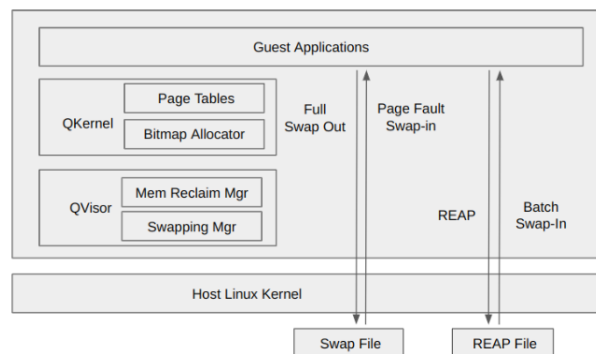 Guest Applications
Page Tables
QKernel
Bitmap Allocator
Full
Swap Out
Page Fault
Swap-in
Mem Reclaim Mgr
QVisor
Swapping Mgr
REAP
Batch
Swap-In
Host Linux Kernel
Swap File
REAP File